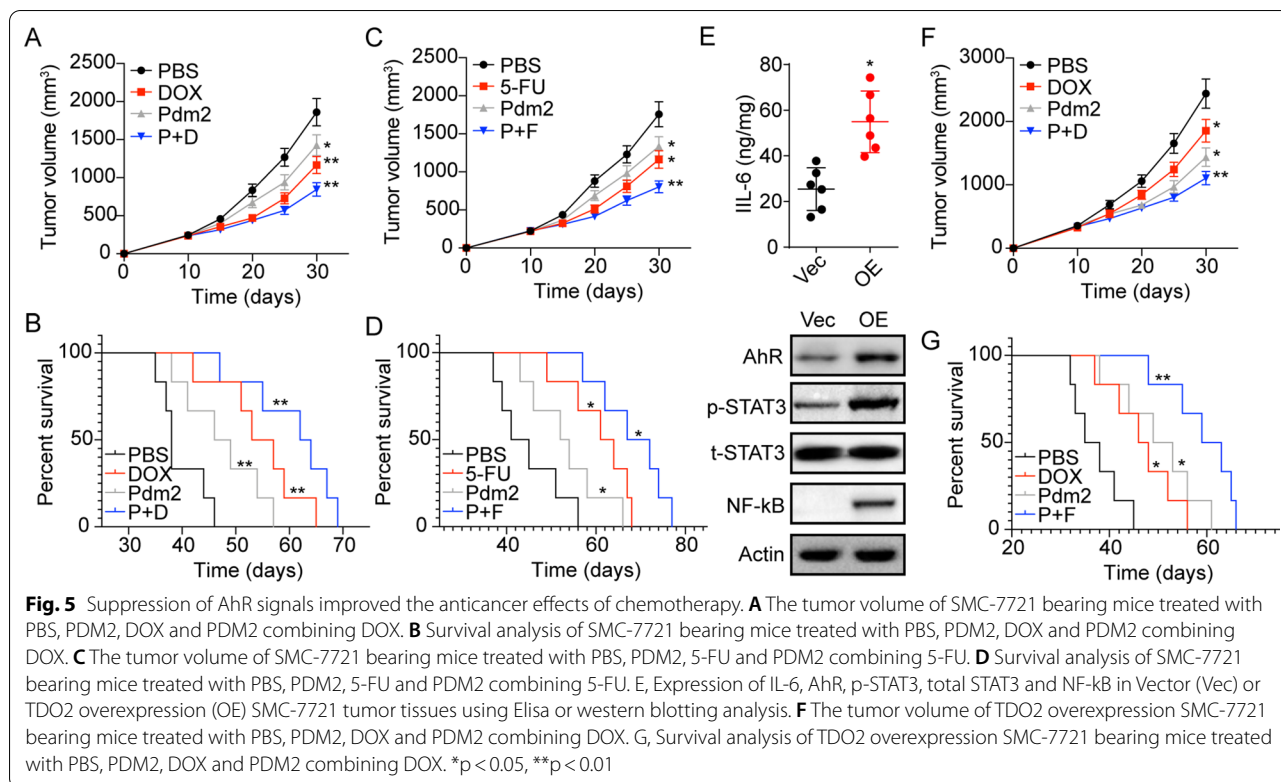 A
Tumor volume (mm³)
2500
2000
1500
1000
500
0
PBS
DOX
Pdm2
P+D
*
**
**
0 10 20 30
Time (days)
C
Tumor volume (mm³)
2500
2000
1500
1000
500
0
PBS
5-FU
Pdm2
P+F
*
*
**
0 10 20 30
Time (days)
E
IIL-6 (ng/mg)
80
60
40
20
0
*
Vec OE
F
Tumor volume (mm³)
3000
2000
1000
0
PBS
DOX
Pdm2
P+D
*
*
**
0 10 20 30
Time (days)
B
Percent survival
100
50
0
PBS
DOX
Pdm2
P+D
**
**
**
30 40 50 60 70
Time (days)
D
Percent survival
100
50
0
PBS
5-FU
Pdm2
P+F
*
*
*
40 60 80
Time (days)
Vec OE
AhR
p-STAT3
t-STAT3
NF-kB
Actin
G
Percent survival
100
50
0
PBS
DOX
Pdm2
P+F
**
*
*
20 40 60
Time (days)
Fig. 5 Suppression of AhR signals improved the anticancer effects of chemotherapy. A The tumor volume of SMC-7721 bearing mice treated with
PBS, PDM2, DOX and PDM2 combining DOX. B Survival analysis of SMC-7721 bearing mice treated with PBS, PDM2, DOX and PDM2 combining
DOX. C The tumor volume of SMC-7721 bearing mice treated with PBS, PDM2, 5-FU and PDM2 combining 5-FU. D Survival analysis of SMC-7721
bearing mice treated with PBS, PDM2, 5-FU and PDM2 combining 5-FU. E, Expression of IL-6, AhR, p-STAT3, total STAT3 and NF-kB in Vector (Vec) or
TDO2 overexpression (OE) SMC-7721 tumor tissues using Elisa or western blotting analysis. F The tumor volume of TDO2 overexpression SMC-7721
bearing mice treated with PBS, PDM2, DOX and PDM2 combining DOX. G, Survival analysis of TDO2 overexpression SMC-7721 bearing mice treated
with PBS, PDM2, DOX and PDM2 combining DOX. *p < 0.05, **p < 0.01